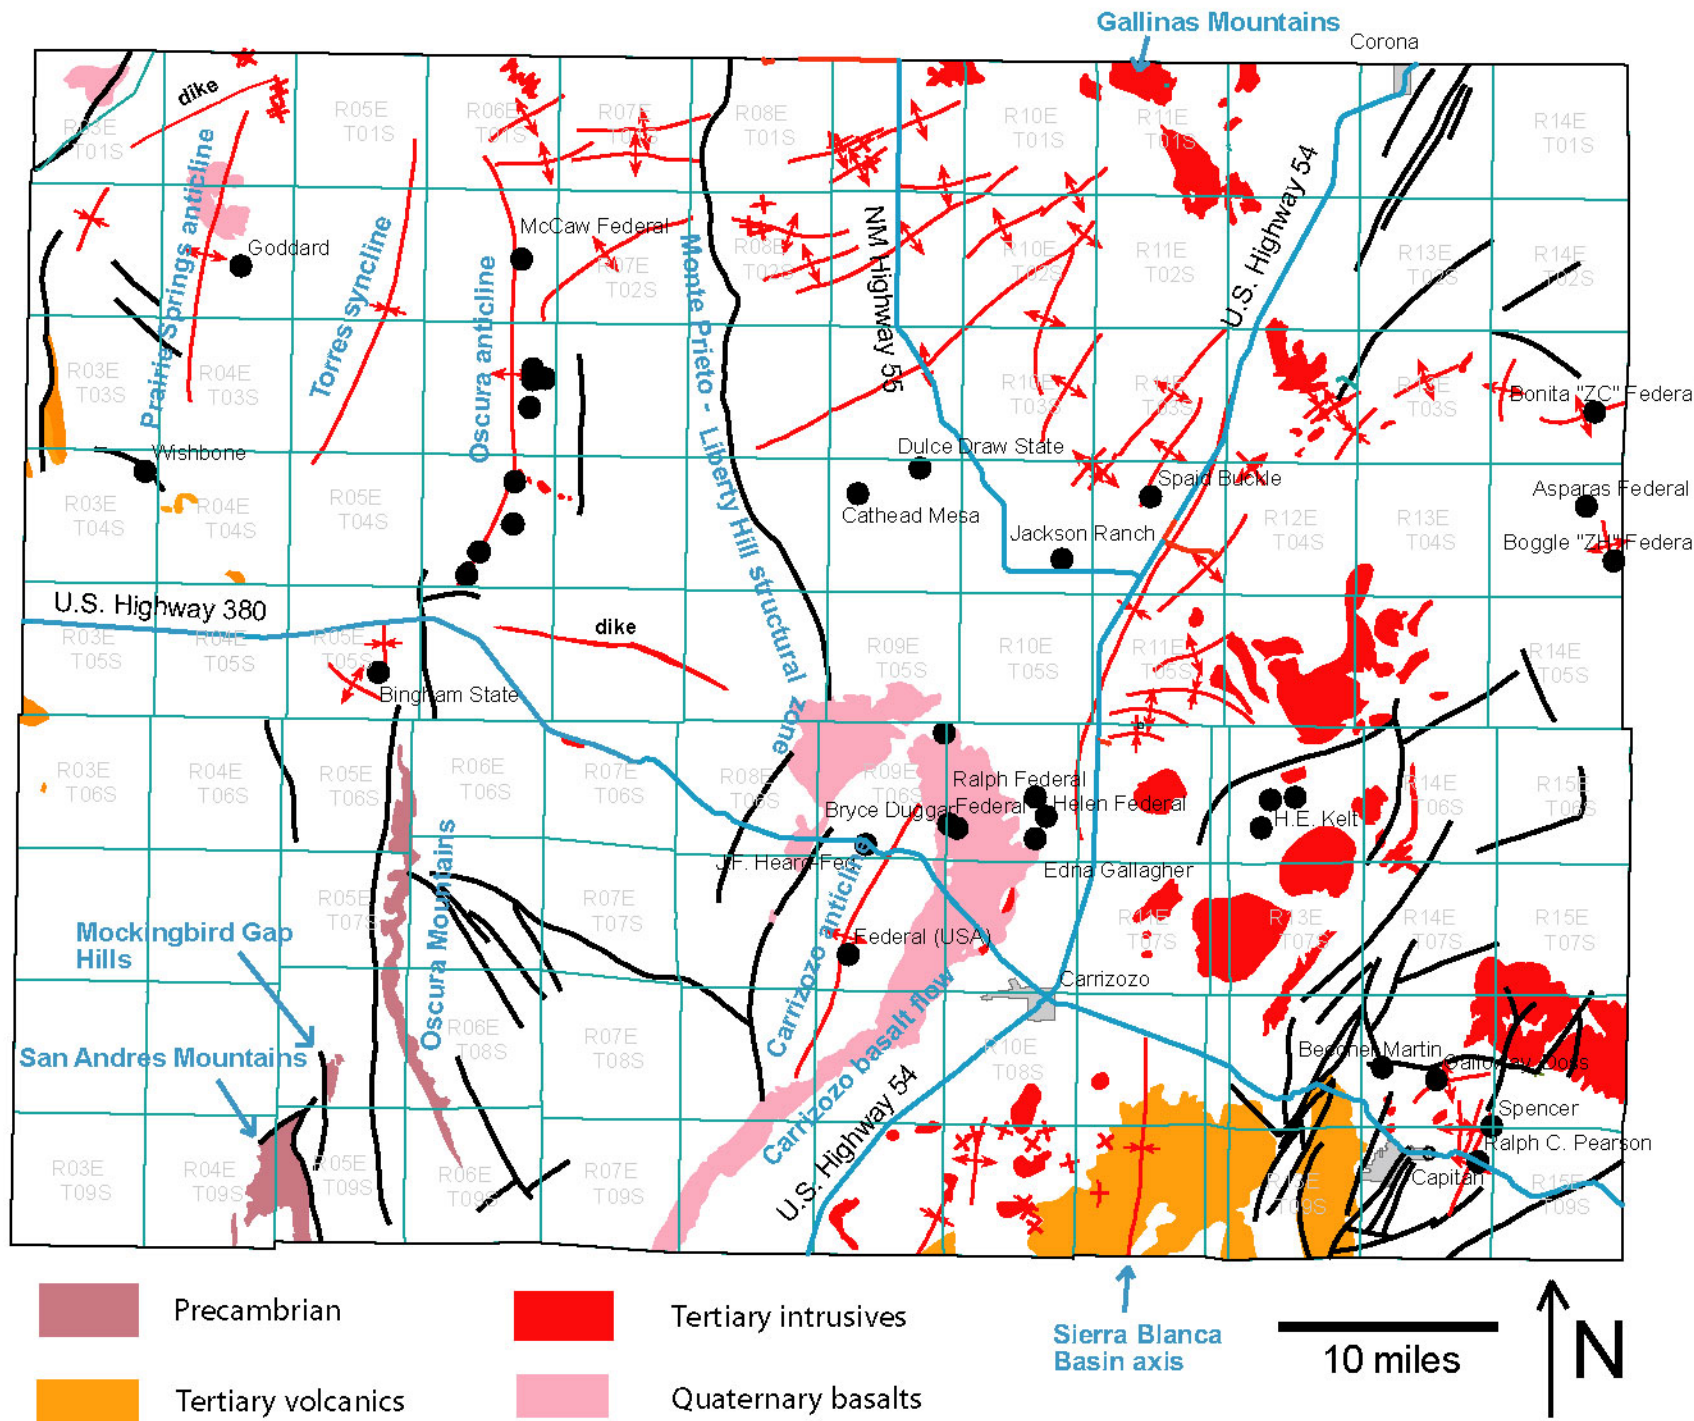 Gallinas Mountains
Corona
dike
R03E
T01S
R05E
T01S
R06E
T01S
R07E
T01S
R08E
T01S
R10E
T01S
R11E
T01S
R14E
T01S
Prairie Springs anticline
Goddard
Torres syncline
McCaw Federal
Oscura anticline
R07E
T02S
Monte Prieto - Liberty Hill structural zone
R08E
T02S
NM Highway 55
R10E
T02S
R11E
T02S
U.S. Highway 54
R13E
T02S
R14E
T02S
R03E
T03S
R04E
T03S
R10E
T03S
R11E
T03S
T03S
Bonita "ZC" Federa
Wishbone
Dulce Draw State
Cathead Mesa
Spaid Buckle
Jackson Ranch
Asparas Federal
Boggle "ZH" Federa
R03E
T04S
R04E
T04S
R05E
T04S
R12E
T04S
R13E
T04S
U.S. Highway 380
dike
R03E
T05S
R04E
T05S
R05E
T05S
R09E
T05S
R10E
T05S
R11E
T05S
R14E
T05S
Bingham State
R03E
T06S
R04E
T06S
R05E
T06S
R06E
T06S
R07E
T06S
R08E
T06S
R09E
T06S
R14E
T06S
R15E
T06S
Ralph Federal
Bryce Duggar
Federal
Helen Federal
H.E. Kelt
J.F. Heard-Fed
Edna Gallagher
Oscura Mountains
R05E
T07S
R07E
T07S
R11E
T07S
R13E
T07S
R14E
T07S
R15E
T07S
Mockingbird Gap
Hills
Carrizozo anticline
Federal (USA)
Carrizozo
Carrizozo basalt flow
San Andres Mountains
R06E
T08S
R07E
T08S
R10E
T08S
U.S. Highway 54
Bechnel-Martin
Galloway, Doss
Spencer
Ralph C. Pearson
Capitan
R03E
T09S
R04E
T09S
R05E
T09S
R06E
T09S
R07E
T09S
T09S
R15E
T09S
Precambrian
Tertiary intrusives
Tertiary volcanics
Quaternary basalts
Sierra Blanca
Basin axis
10 miles
N